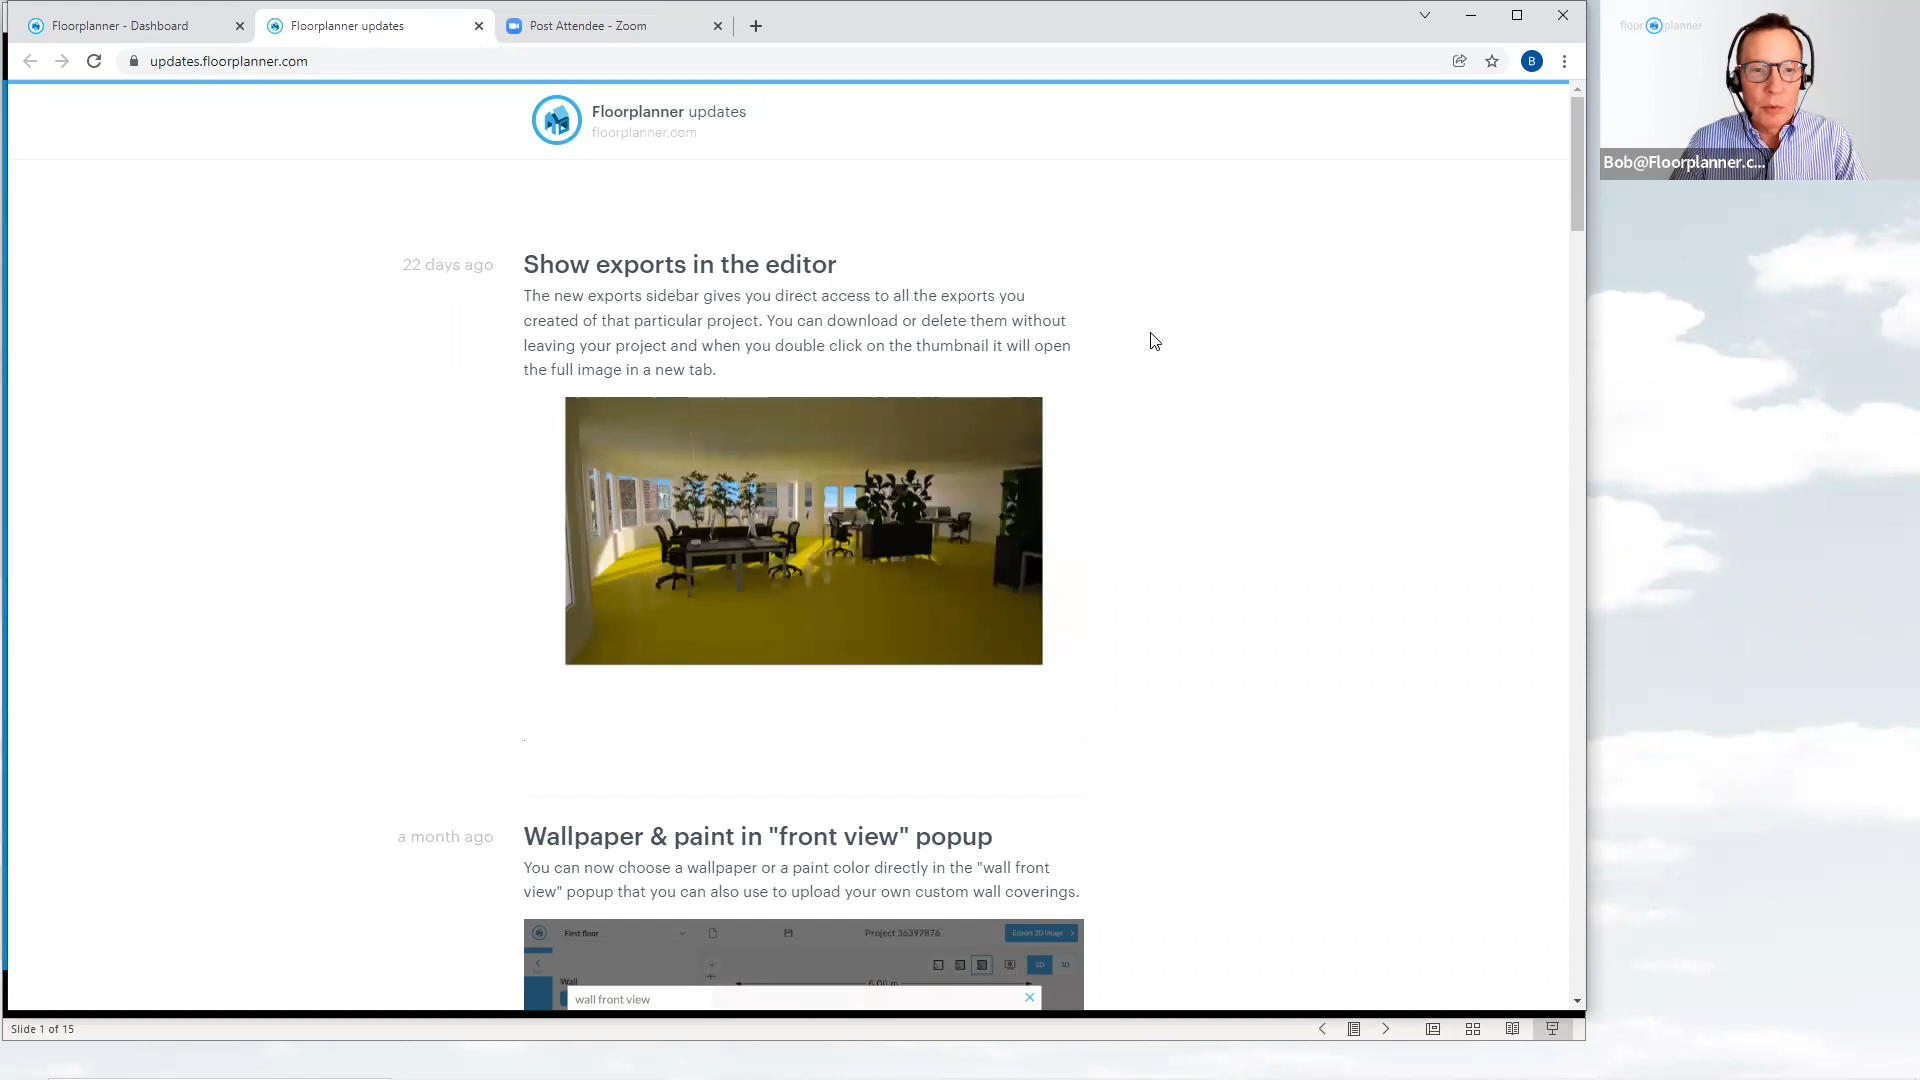 Floorplanner - Dashboard
Floorplanner updates
Post Attendee - Zoom
updates.floorplanner.com
B
floor planner
Bob@Floorplanner.c...
Floorplanner updates
floorplanner.com
22 days ago
Show exports in the editor
The new exports sidebar gives you direct access to all the exports you
created of that particular project. You can download or delete them without
leaving your project and when you double click on the thumbnail it will open
the full image in a new tab.
a month ago
Wallpaper & paint in "front view" popup
You can now choose a wallpaper or a paint color directly in the "wall front
view" popup that you can also use to upload your own custom wall coverings.
First floor
Project 36397876
Export 2D Image
2D
3D
Wall
6.00 m
wall front view
Slide 1 of 15